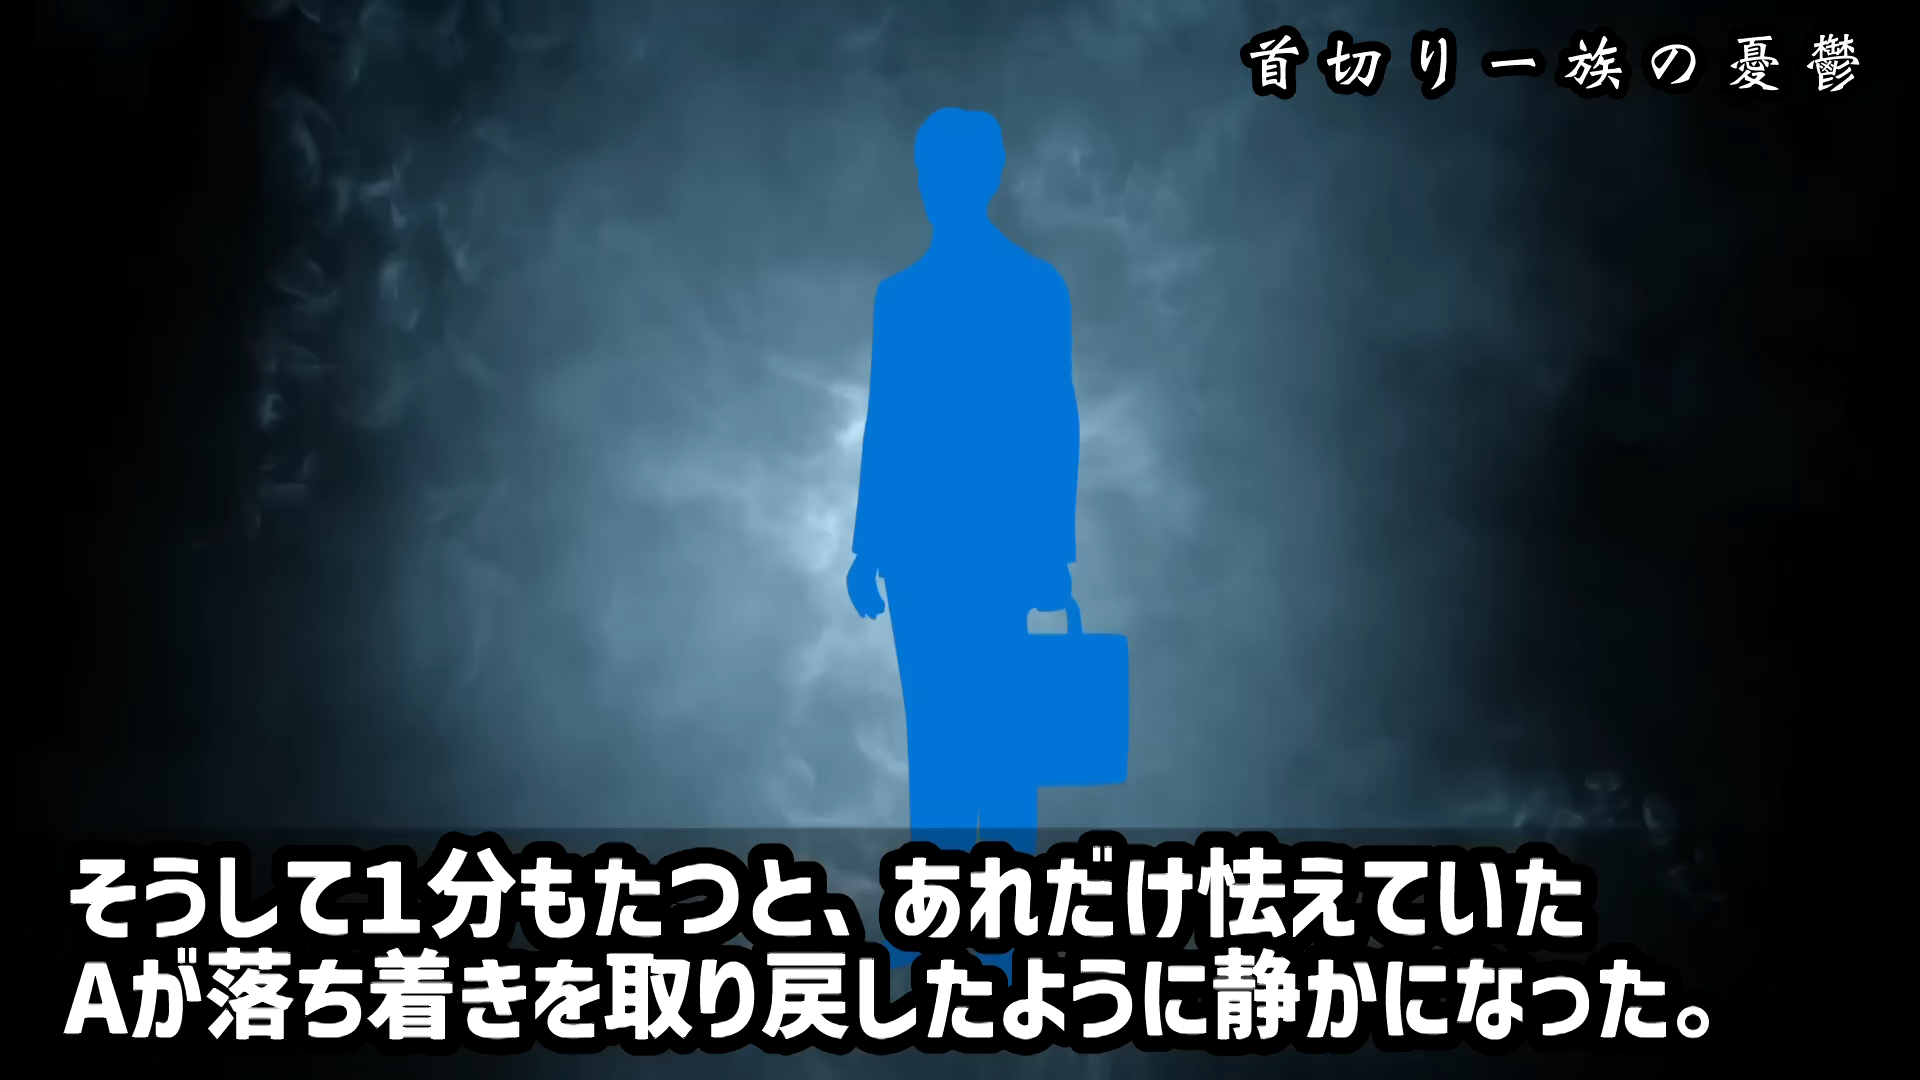 首切り一族の憂鬱
そうして1分もたつと、あれだけ怯えていた
Aが落ち着きを取り戻したように静かになった。